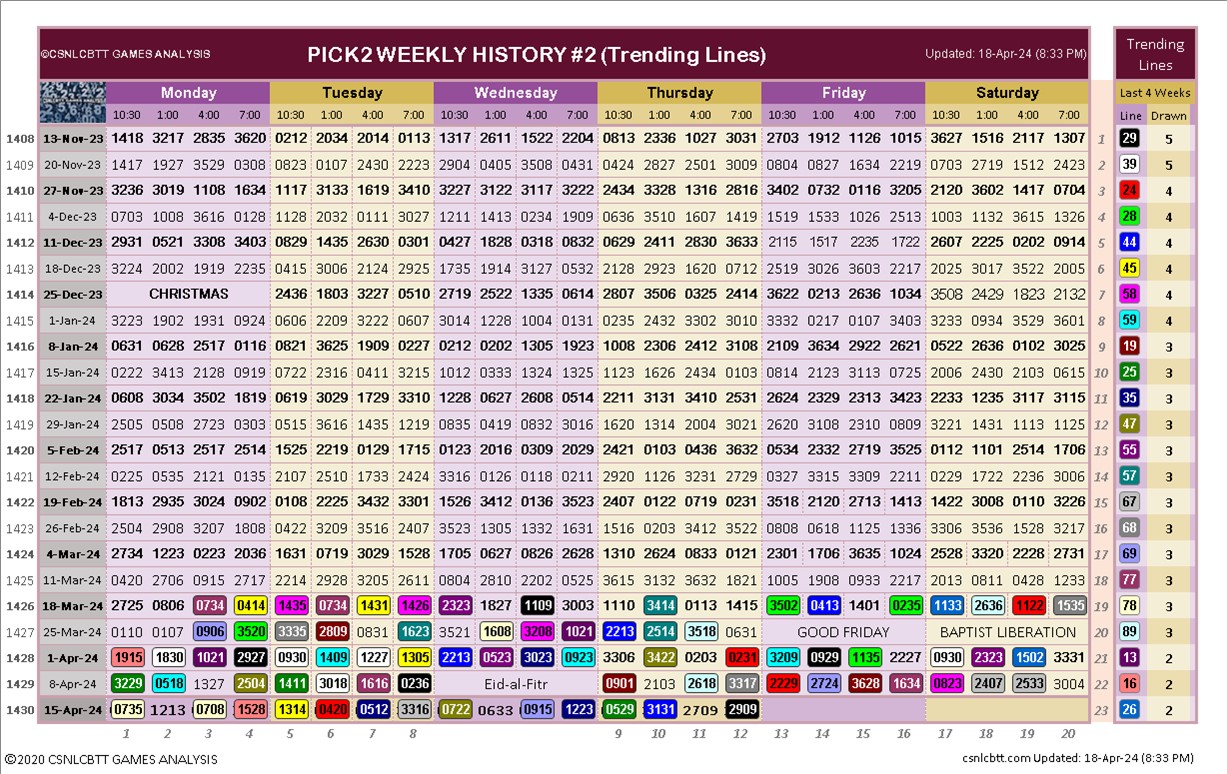 ©CSNLCBTT GAMES ANALYSIS PICK2 WEEKLY HISTORY #2 (Trending Lines) Updated: 18-Apr-24 (8:33 PM) Trending Lines
Monday Tuesday Wednesday Thursday Friday Saturday Last 4 Weeks
10:30 1:00 4:00 7:00 10:30 1:00 4:00 7:00 10:30 1:00 4:00 7:00 10:30 1:00 4:00 7:00 10:30 1:00 4:00 7:00 10:30 1:00 4:00 7:00 Line Drawn
1408 13-Nov-23 1418 3217 2835 3620 0212 2034 2014 0113 1317 2611 1522 2204 0813 2336 1027 3031 2703 1912 1126 1015 3627 1516 2117 1307 1 29 5
1409 20-Nov-23 1417 1927 3529 0308 0823 0107 2430 2223 2904 0405 3508 0431 0424 2827 2501 3009 0804 0827 1634 2219 0703 2719 1512 2423 2 39 5
1410 27-Nov-23 3236 3019 1108 1634 1117 3133 1619 3410 3227 3122 3117 3222 2434 3328 1316 2816 3402 0732 0116 3205 2120 3602 1417 0704 3 24 4
1411 4-Dec-23 0703 1008 3616 0128 1128 2032 0111 3027 1211 1413 0234 1909 0636 3510 1607 1419 1519 1533 1026 2513 1003 1132 3615 1326 4 28 4
1412 11-Dec-23 2931 0521 3308 3403 0829 1435 2630 0301 0427 1828 0318 0832 0629 2411 2830 3633 2115 1517 2235 1722 2607 2225 0202 0914 5 44 4
1413 18-Dec-23 3224 2002 1919 2235 0415 3006 2124 2921 1735 1914 3127 0532 2128 2923 1620 0712 2519 3026 3603 2217 2025 3017 3522 2005 6 45 4
1414 25-Dec-23 CHRISTMAS 2436 1803 3227 0511 2719 2522 1335 0614 2807 3506 0325 2414 3622 0213 2636 1034 3508 2429 1823 2132 7 58 4
1415 1-Jan-24 3223 1902 1931 0924 0606 2209 3222 0607 3014 1228 1004 0131 0235 2432 3302 3010 3332 0217 0107 3403 3233 0934 3529 3601 8 59 4
1416 8-Jan-24 0631 0628 2517 0116 0821 3625 1909 0227 0212 0202 1305 1923 1008 2306 2412 3108 2109 3634 2922 2621 0522 2636 0102 3025 9 19 3
1417 15-Jan-24 0222 3413 2128 0919 0722 2316 0411 3215 1012 0333 1324 1325 1123 1626 2434 0103 0814 2123 3113 0725 2006 2430 2103 0615 10 25 3
1418 22-Jan-24 0608 3034 3502 1819 0619 3029 1729 3310 1228 0627 2608 0514 2211 3131 3410 2531 2624 2329 2313 3423 2233 1235 3117 3115 11 35 3
1419 29-Jan-24 2505 0508 2723 0303 0515 3616 1435 1219 0835 0419 0832 3016 1620 1314 2004 3021 2620 3108 2310 0809 3221 1431 1113 1125 12 47 3
1420 5-Feb-24 2517 0513 2517 2514 1525 2219 0129 1715 0123 2016 0309 2029 2421 0103 0436 3632 0534 2332 2719 3525 0112 1101 2514 1706 13 55 3
1421 12-Feb-24 0225 0535 2121 0135 2107 2510 1733 2424 3316 0126 0118 0211 2920 1126 3231 2729 0327 3315 3309 2211 0229 1722 2236 3006 14 57 3
1422 19-Feb-24 1813 2935 3024 0902 0108 2225 3432 3301 1526 3412 0136 3523 2407 0122 0719 0231 3518 2120 2713 1413 1422 3008 0110 3226 15 67 3
1423 26-Feb-24 2504 2908 3207 1808 0422 3209 3516 2407 3523 1305 1332 1631 1516 0203 3412 3522 0808 0618 1125 1336 3306 3536 1528 3217 16 68 3
1424 4-Mar-24 2734 1223 0223 2036 1631 0719 3029 1528 1705 0627 0826 2628 1310 2624 0833 0121 2301 1706 3635 1024 2528 3320 2228 2731 17 69 3
1425 11-Mar-24 0420 2706 0915 2717 2214 2928 3205 2611 0804 2810 2202 0525 3615 3132 3632 1821 1005 1908 0933 2217 2013 0811 0428 1233 18 77 3
1426 18-Mar-24 2725 0806 0734 0414 1435 0734 1431 1426 2323 1827 1109 3003 1110 3414 0113 1415 3502 0413 1401 0235 1133 2636 1122 1535 19 78 3
1427 25-Mar-24 0110 0107 0906 3520 3335 2809 0831 1623 3521 1608 3208 1021 2213 2514 3518 0631 GOOD FRIDAY BAPTIST LIBERATION 20 89 3
1428 1-Apr-24 1915 1830 1021 2927 0930 1409 1227 1305 2213 0523 3023 0923 3306 3422 0203 0231 3209 0929 1135 2227 0930 2323 1502 3331 21 13 2
1429 8-Apr-24 3229 0518 1327 2504 1411 3018 1616 0236 Eid-al-Fitr 0901 2103 2618 3317 2229 2724 3628 1634 0823 2407 2533 3004 22 16 2
1430 15-Apr-24 0735 1213 0708 1528 1314 0420 0512 3316 0722 0633 0915 1223 0529 3131 2709 2909 23 26 2
1 2 3 4 5 6 7 8 9 10 11 12 13 14 15 16 17 18 19 20
©2020 CSNLCBTT GAMES ANALYSIS csnlcbtt.com Updated: 18-Apr-24 (8:33 PM)